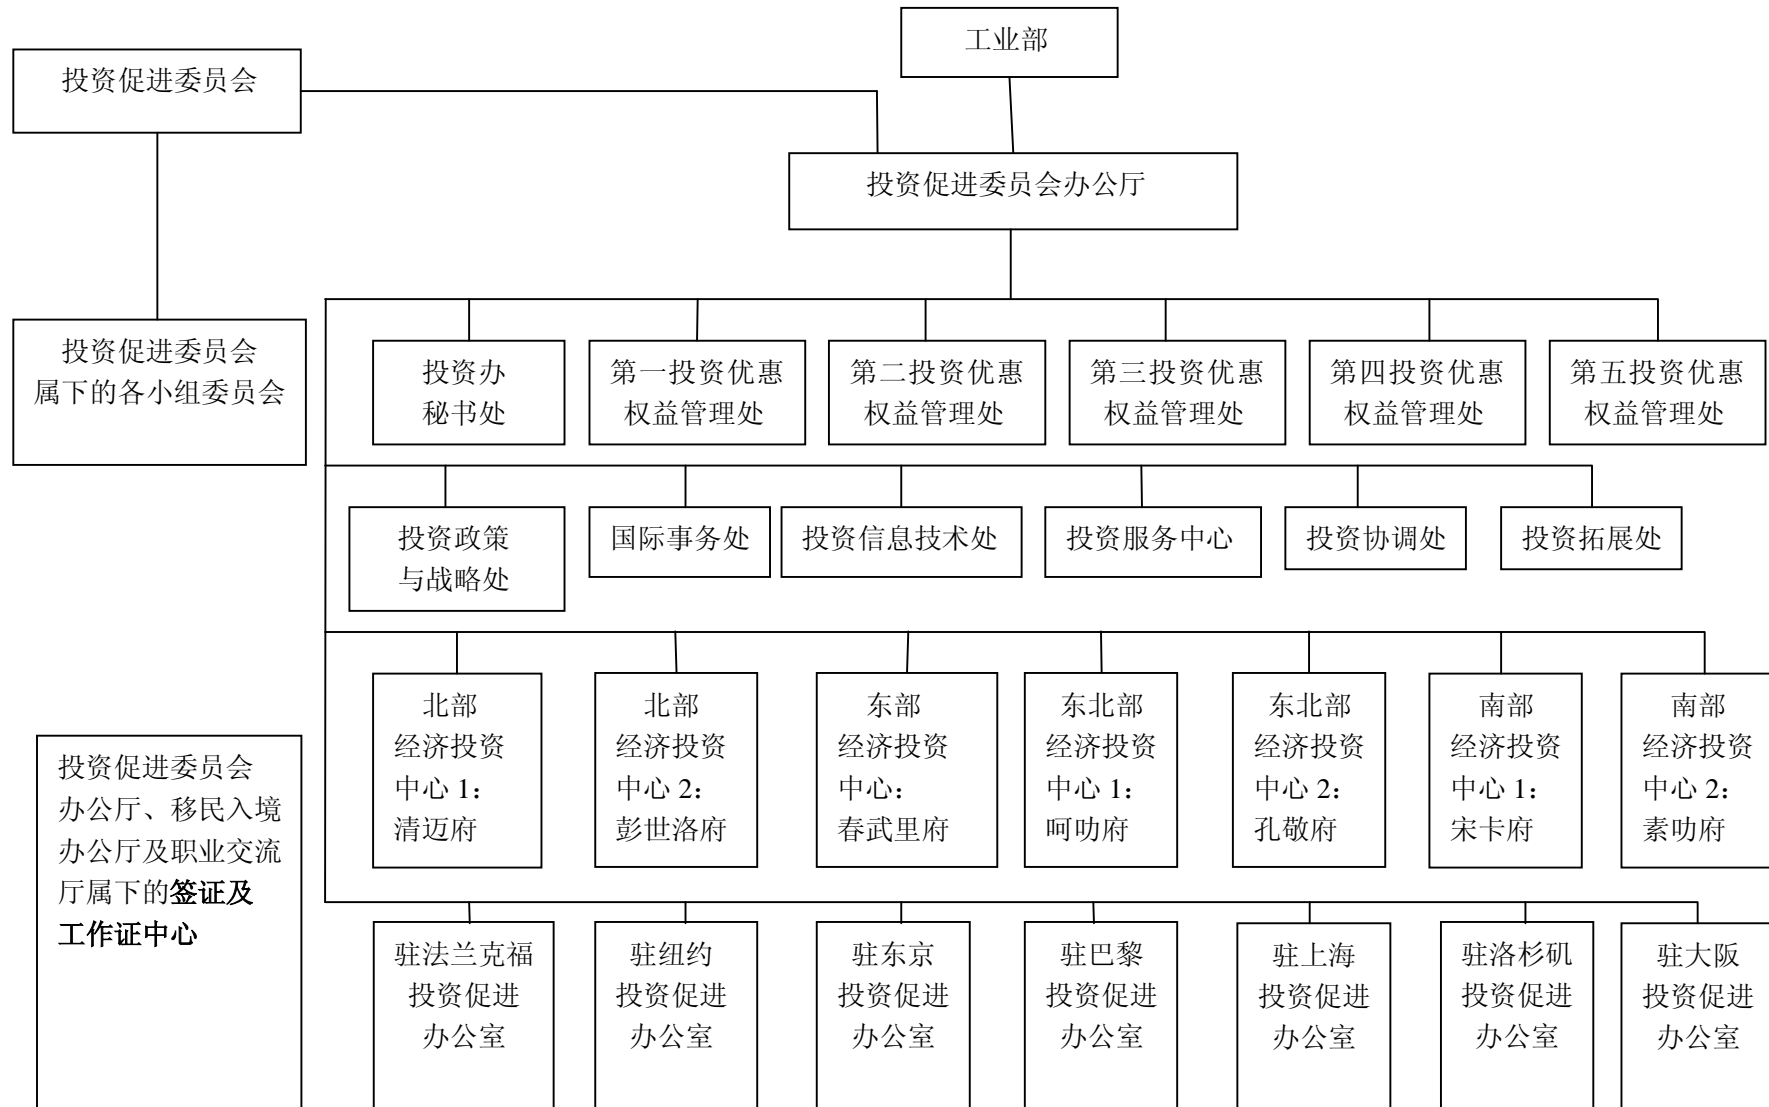 工业部
投资促进委员会
投资促进委员会办公厅
投资促进委员会
属下的各小组委员会
投资办
秘书处
第一投资优惠
权益管理处
第二投资优惠
权益管理处
第三投资优惠
权益管理处
第四投资优惠
权益管理处
第五投资优惠
权益管理处
投资政策
与战略处
国际事务处
投资信息技术处
投资服务中心
投资协调处
投资拓展处
北部
经济投资
中心 1：
清迈府
北部
经济投资
中心 2：
彭世洛府
东部
经济投资
中心：
春武里府
东北部
经济投资
中心 1：
呵叻府
东北部
经济投资
中心 2：
孔敬府
南部
经济投资
中心 1：
宋卡府
南部
经济投资
中心 2：
素叻府
投资促进委员会
办公厅、移民入境
办公厅及职业交流
厅属下的签证及
工作证中心
驻法兰克福
投资促进
办公室
驻纽约
投资促进
办公室
驻东京
投资促进
办公室
驻巴黎
投资促进
办公室
驻上海
投资促进
办公室
驻洛杉矶
投资促进
办公室
驻大阪
投资促进
办公室